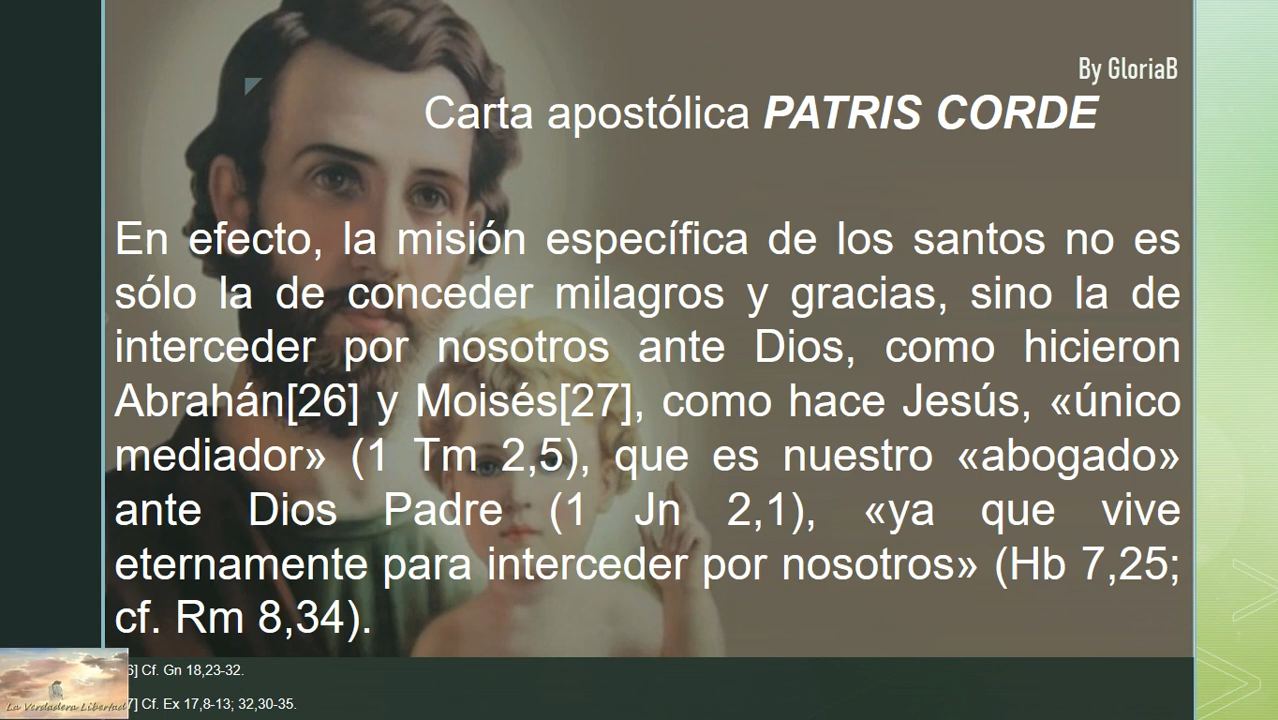 By GloriaB
Carta apostólica PATRIS CORDE
En efecto, la misión específica de los santos no es
sólo la de conceder milagros y gracias, sino la de
interceder por nosotros ante Dios, como hicieron
Abrahán[26] y Moisés[27], como hace Jesús, «único
mediador» (1 Tm 2,5), que es nuestro «abogado»
ante Dios Padre (1 Jn 2,1), «ya que vive
eternamente para interceder por nosotros» (Hb 7,25;
cf. Rm 8,34).
6] Cf. Gn 18,23-32.
7] Cf. Ex 17,8-13; 32,30-35.
La Verdadera Libertad